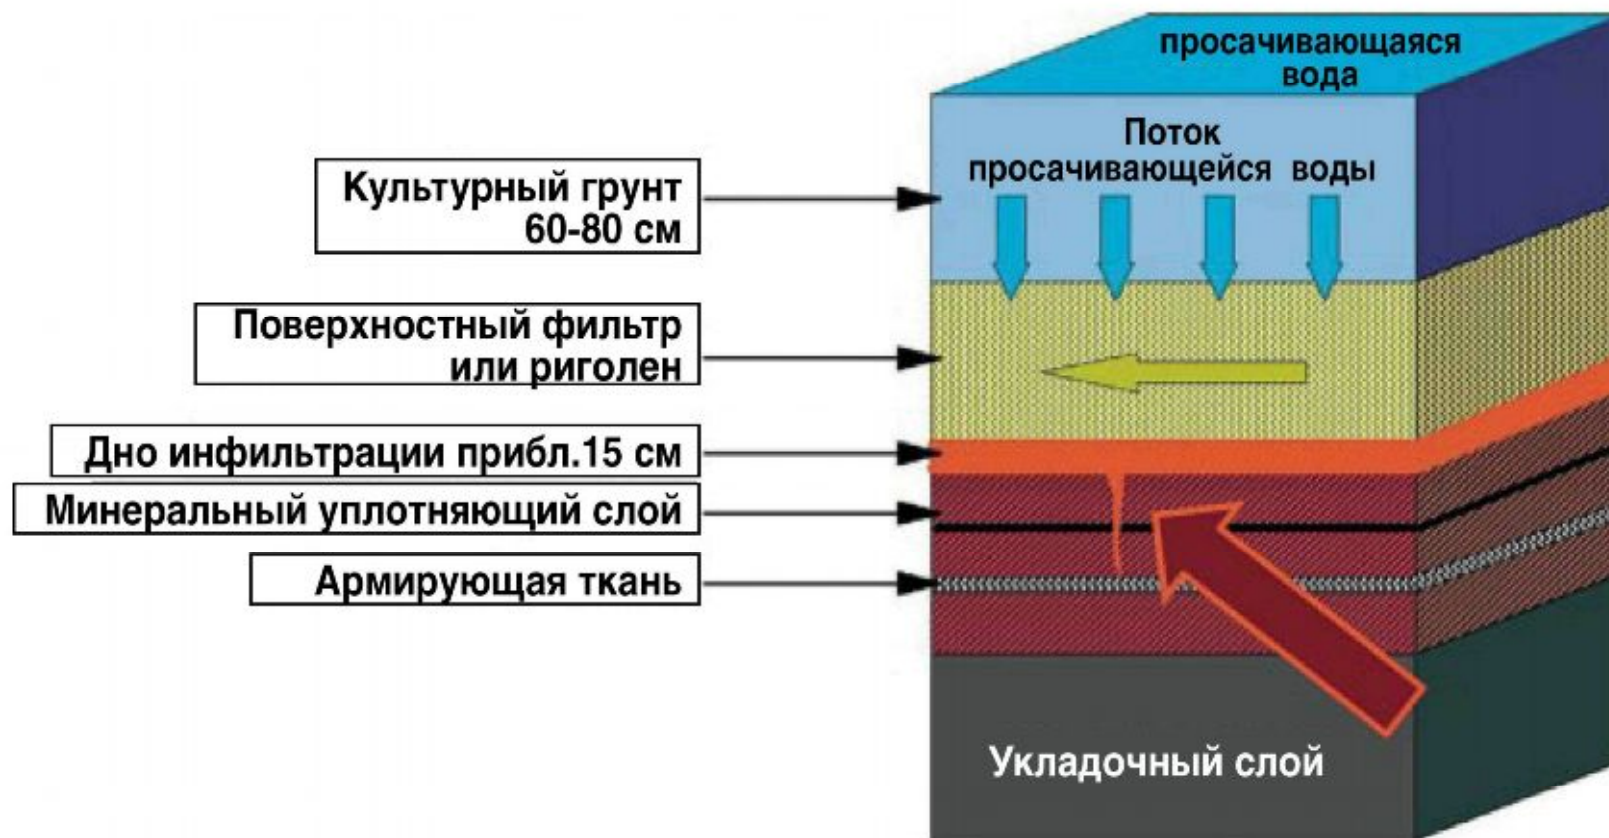 просачивающаяся
вода
Поток
просачивающейся воды
Культурный грунт
60-80 см
Поверхностный фильтр
или риголен
Дно инфильтрации прибл.15 см
Минеральный уплотняющий слой
Армирующая ткань
Укладочный слой